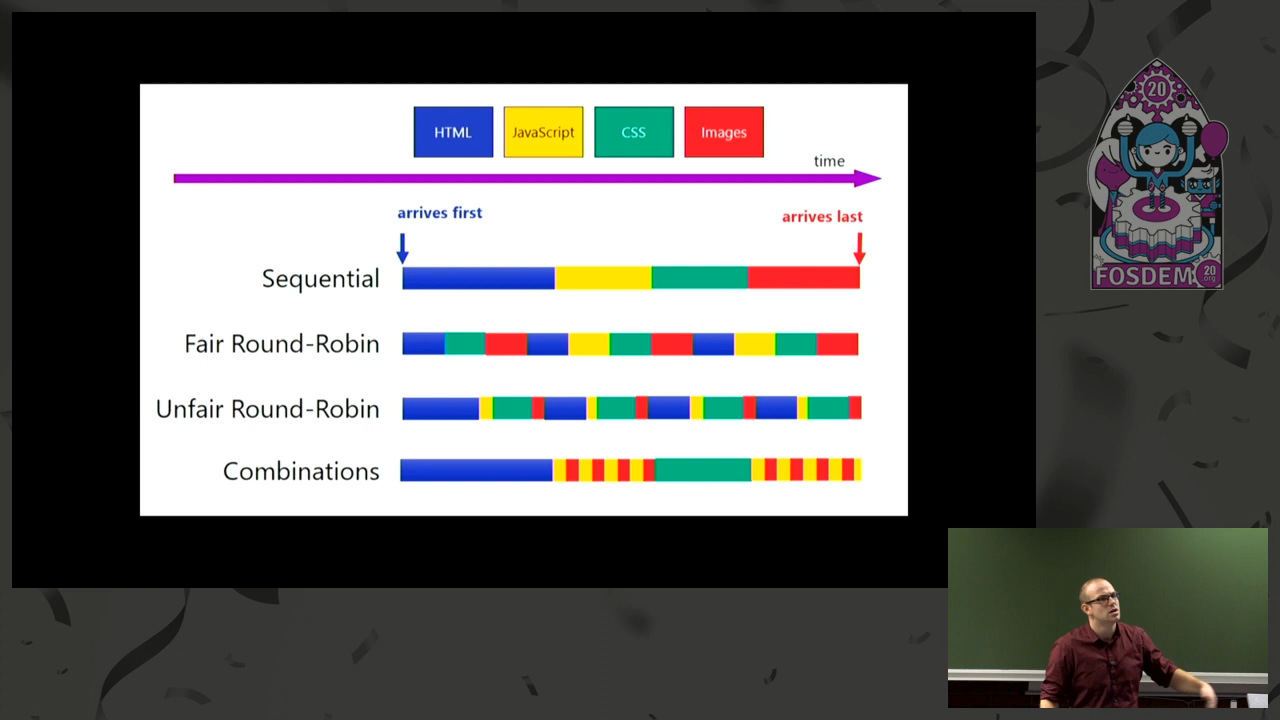 HTML
JavaScript
CSS
Images
time
arrives first
arrives last
Sequential
Fair Round-Robin
Unfair Round-Robin
Combinations
20
FOSDEM
20
.org